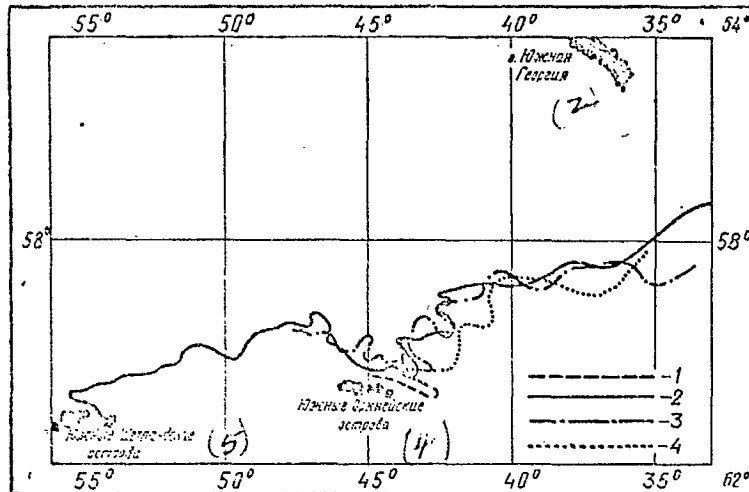 55° 50° 45° 40° 35° 54°
о. Южная
Георгия
(2)
58° 58°
Южные Оркнейские
острова
Южные
острова
(5) (4)
1
2
3
4
55° 50° 45° 40° 35° 62°